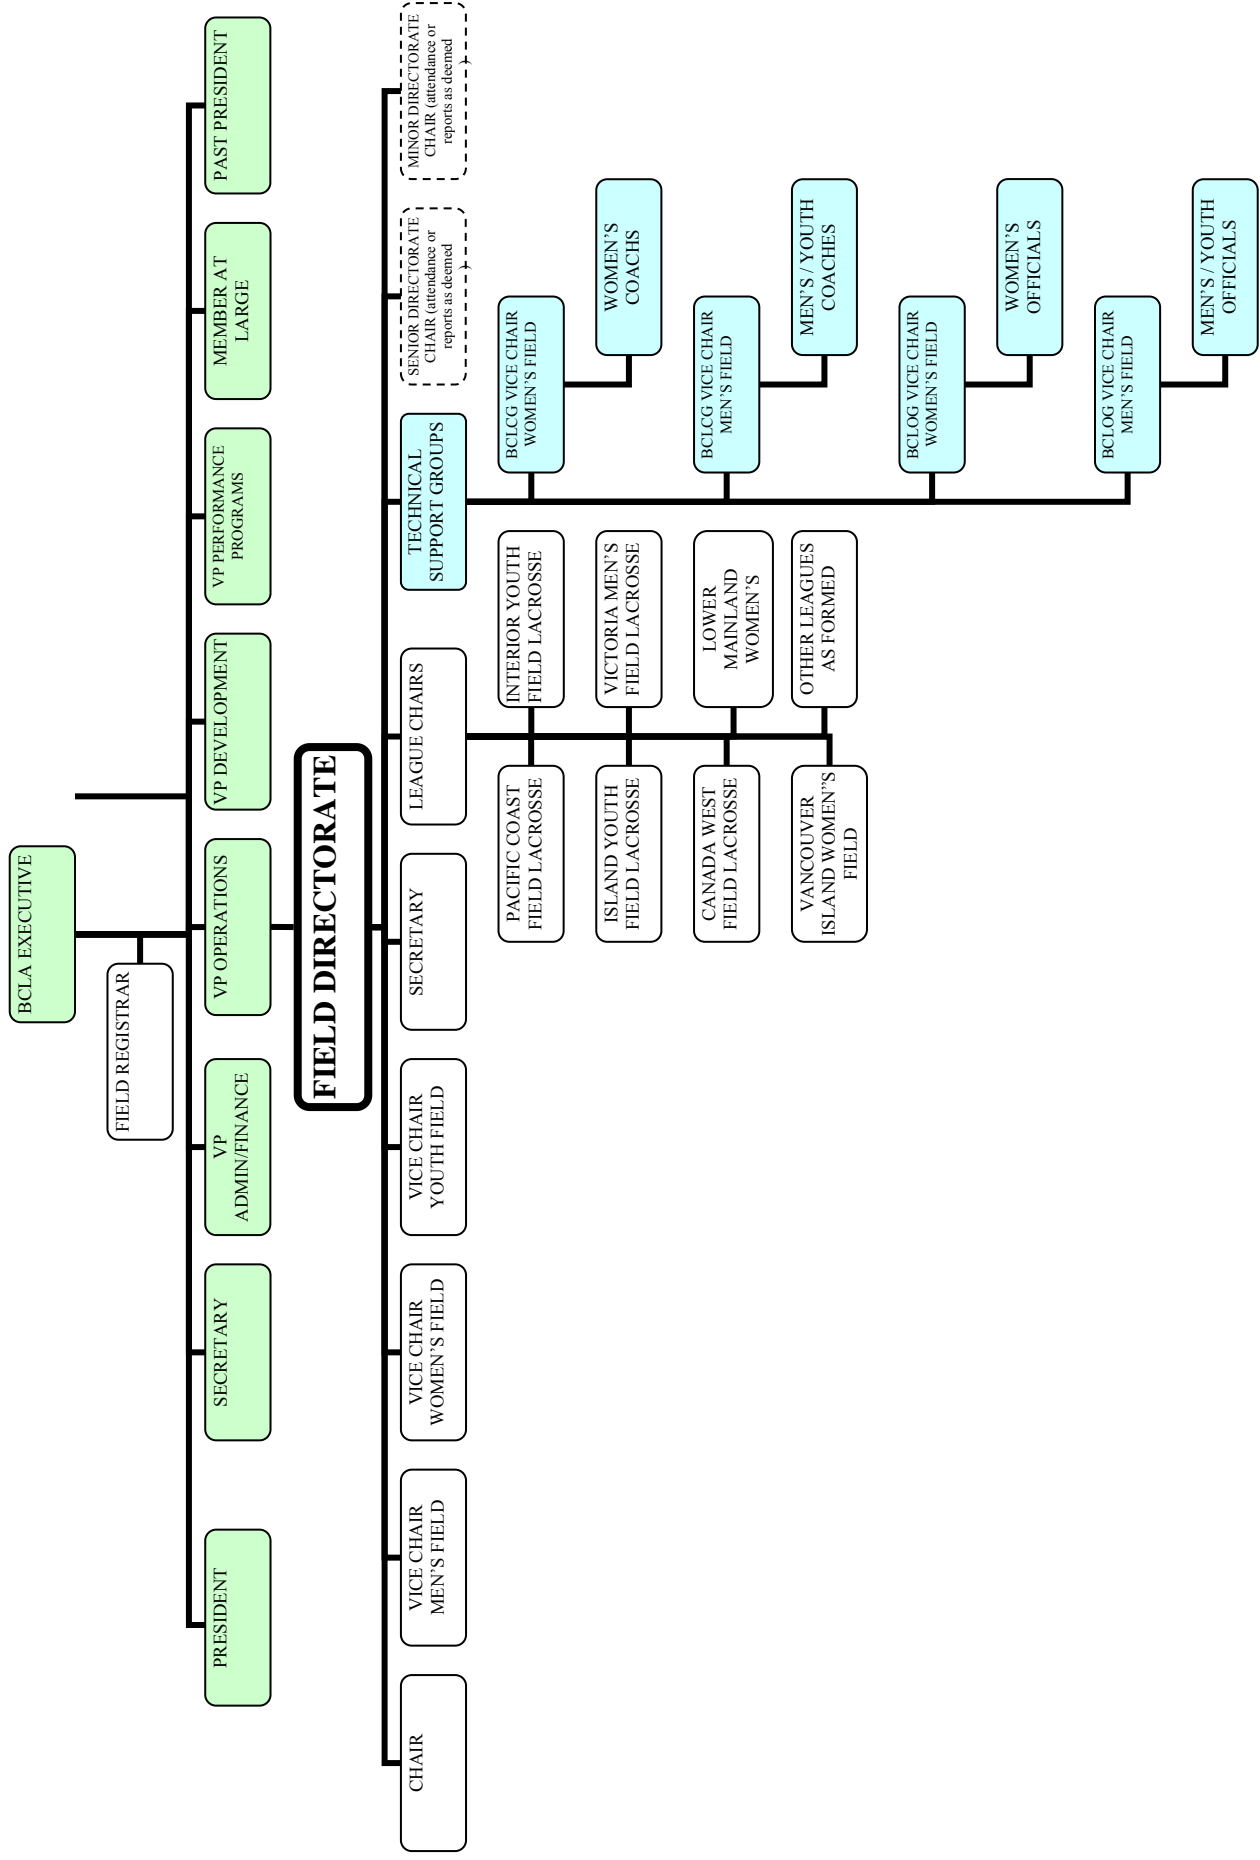 BCLA EXECUTIVE
FIELD REGISTRAR
PRESIDENT
SECRETARY
VP
ADMIN/FINANCE
VP OPERATIONS
VP DEVELOPMENT
VP PERFORMANCE
PROGRAMS
MEMBER AT
LARGE
PAST PRESIDENT
FIELD DIRECTORATE
CHAIR
VICE CHAIR
MEN'S FIELD
VICE CHAIR
WOMEN'S FIELD
VICE CHAIR
YOUTH FIELD
SECRETARY
LEAGUE CHAIRS
TECHNICAL
SUPPORT GROUPS
SENIOR DIRECTORATE
CHAIR (attendance or
reports as deemed
)
MINOR DIRECTORATE
CHAIR (attendance or
reports as deemed
)
PACIFIC COAST
FIELD LACROSSE
INTERIOR YOUTH
FIELD LACROSSE
ISLAND YOUTH
FIELD LACROSSE
VICTORIA MEN'S
FIELD LACROSSE
CANADA WEST
FIELD LACROSSE
LOWER
MAINLAND
WOMEN'S
VANCOUVER
ISLAND WOMEN"S
FIELD
OTHER LEAGUES
AS FORMED
BCLCG VICE CHAIR
WOMEN'S FIELD
WOMEN'S
COACHS
BCLCG VICE CHAIR
MEN'S FIELD
MEN'S / YOUTH
COACHES
BCLOG VICE CHAIR
WOMEN'S FIELD
WOMEN'S
OFFICIALS
BCLOG VICE CHAIR
MEN'S FIELD
MEN'S / YOUTH
OFFICIALS